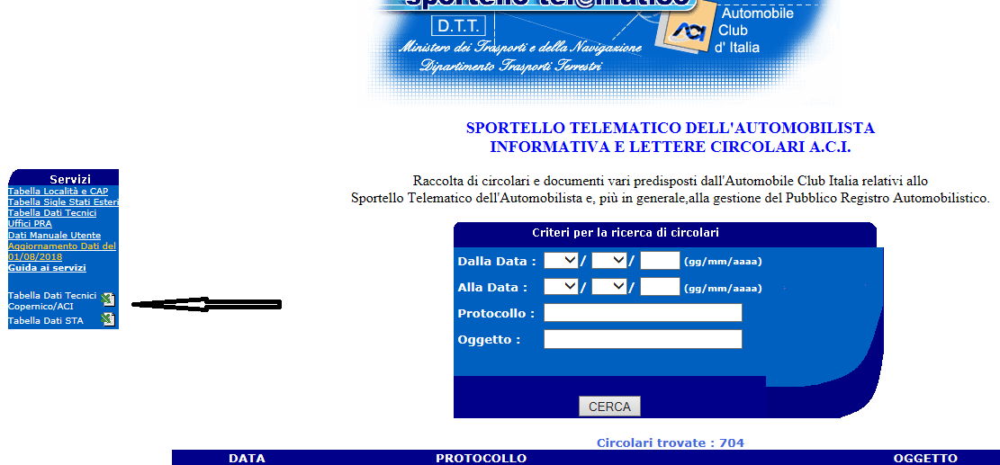 sportello tel@matico
D.T.T.
Ministero dei Trasporti e della Navigazione
Dipartimento Trasporti Terrestri
ACI
Automobile
Club
d' Italia
SPORTELLO TELEMATICO DELL'AUTOMOBILISTA
INFORMATIVA E LETTERE CIRCOLARI A.C.I.
Raccolta di circolari e documenti vari predisposti dall'Automobile Club Italia relativi allo
Sportello Telematico dell'Automobilista e, più in generale,alla gestione del Pubblico Registro Automobilistico.
Servizi
Tabella Località e CAP
Tabella Sigle Stati Esteri
Tabella Dati Tecnici
Uffici PRA
Dati Manuale Utente
Aggiornamento Dati del
01/08/2018
Guida ai servizi
Tabella Dati Tecnici
Copernico/ACI
Tabella Dati STA
Criteri per la ricerca di circolari
Dalla Data : / / (gg/mm/aaaa)
Alla Data : / / (gg/mm/aaaa)
Protocollo :
Oggetto :
CERCA
Circolari trovate : 704
DATA PROTOCOLLO OGGETTO